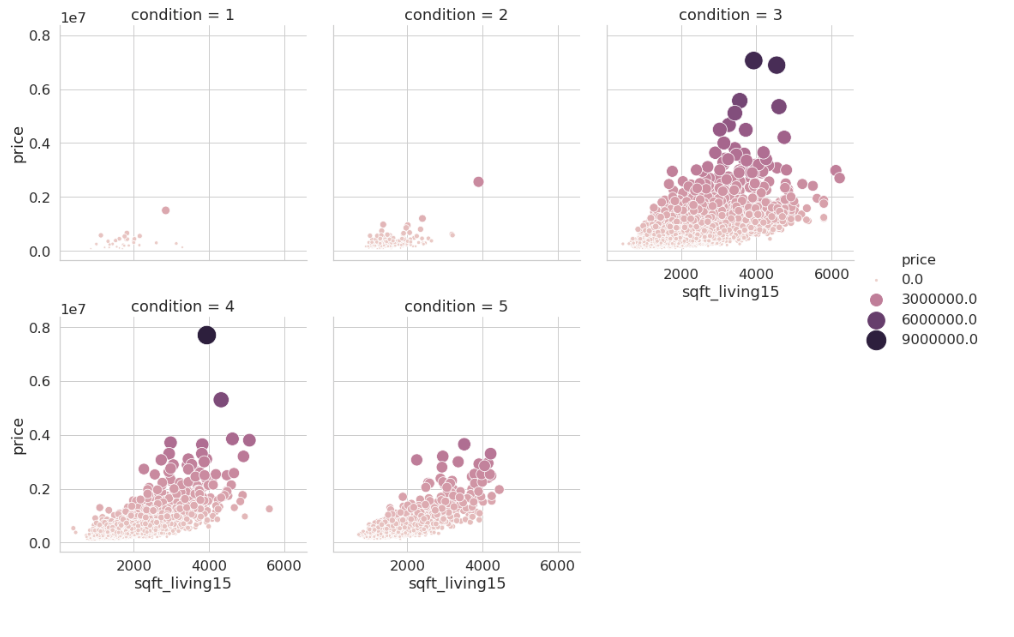 condition = 1
condition = 2
condition = 3
1e7
0.8
0.6
0.4
0.2
0.0
price
2000 4000 6000
sqft_living15
price
0.0
3000000.0
6000000.0
9000000.0
condition = 4
condition = 5
1e7
0.8
0.6
0.4
0.2
0.0
price
2000 4000 6000
2000 4000 6000
sqft_living15
sqft_living15